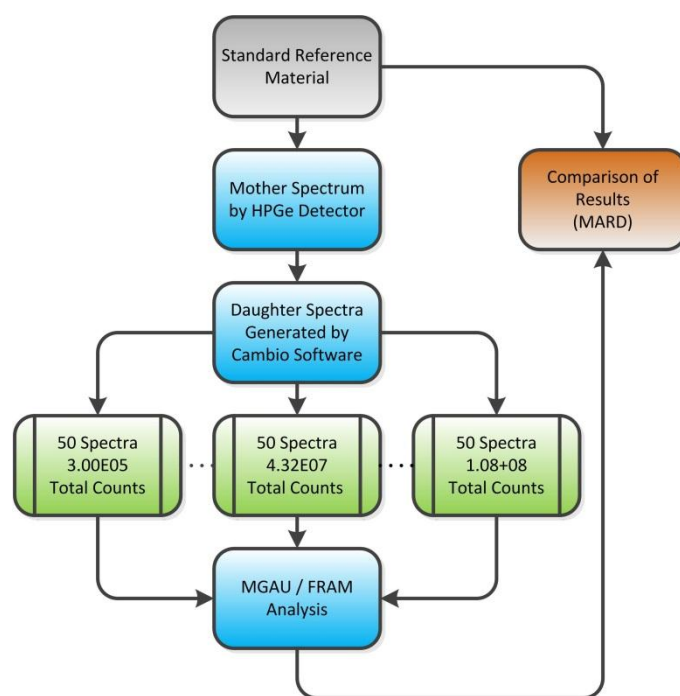 Standard Reference
Material
Mother Spectrum
by HPGe Detector
Comparison of
Results
(MARD)
Daughter Spectra
Generated by
Cambio Software
50 Spectra
3.00E05
Total Counts
50 Spectra
4.32E07
Total Counts
50 Spectra
1.08+08
Total Counts
MGAU / FRAM
Analysis